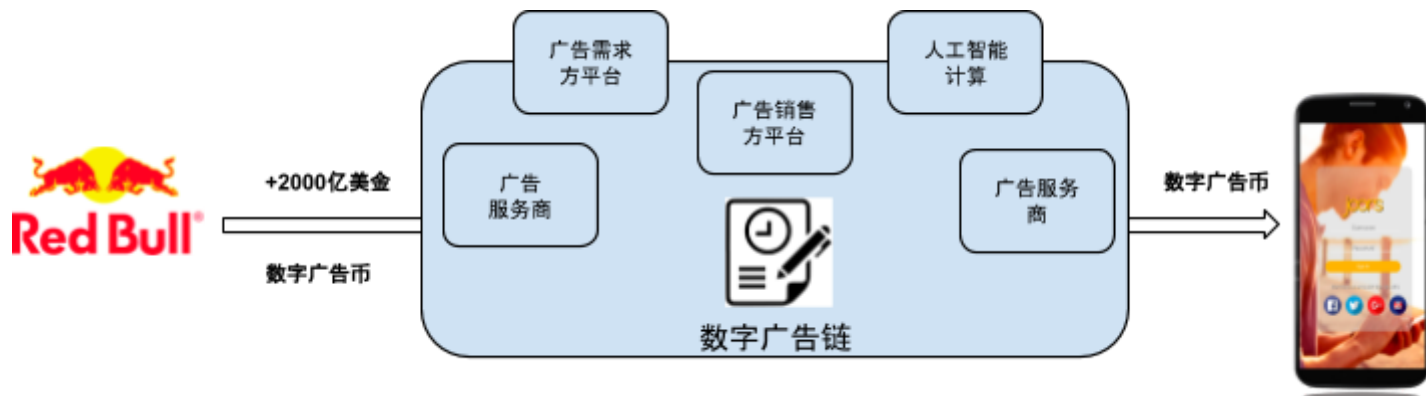 广告需求
方平台
人工智能
计算
广告销售
方平台
广告
服务商
广告服务
商
Red Bull®
+2000亿美金
数字广告币
数字广告币
数字广告链